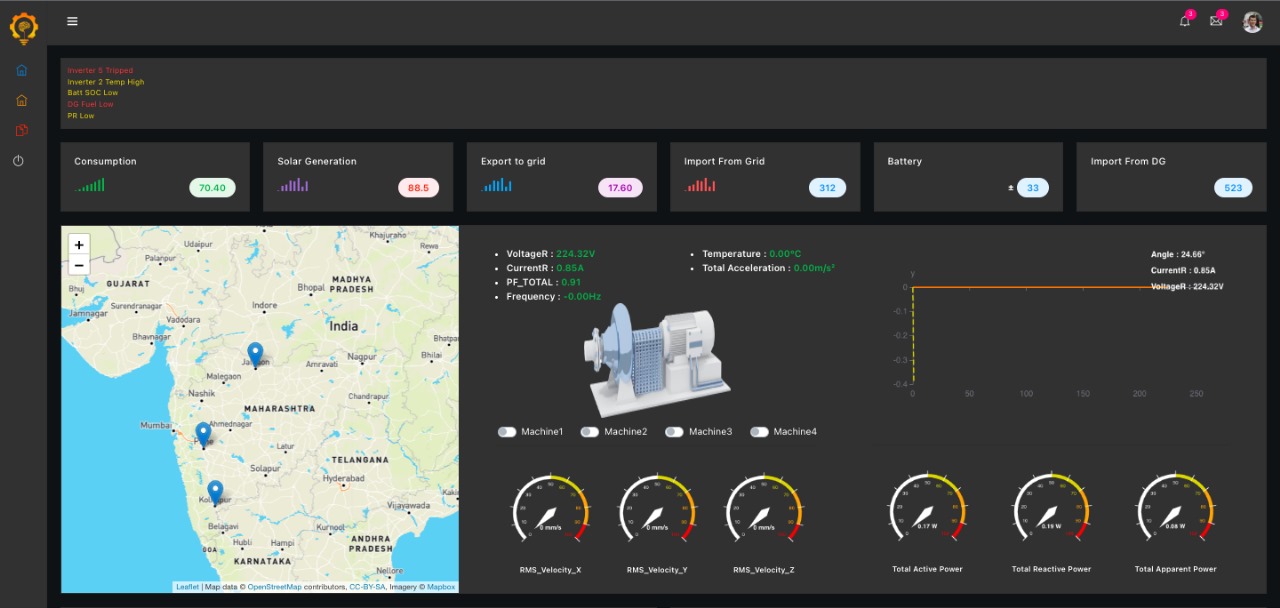 3
5
Inverter 5 Tripped
Inverter 2 Temp High
Batt SOC Low
DG Fuel Low
PR Low
Consumption
70.40
Solar Generation
88.5
Export to grid
17.60
Import From Grid
312
Battery
± 33
Import From DG
523
+
−
Udaipur
Khajuraho
Rewa
Palanpur
Bhuj
GUJARAT
Bhopal
MADHYA
PRADESH
Jamnagar
Surendranagar
Vadodara
Indore
India
Bhavnagar
Bhilai
Nagpur
Amravati
Malegaon
Nashik
Chandrapur
MAHARASHTRA
Mumbai
Ahmednagar
Latur
TELANGANA
Solapur
Hyderabad
Vijayawada
Belagavi
Kurnool
GOA
Hubli
Hampi
ANDHRA
PRADESH
KARNATAKA
Nellore
Leaflet | Map data © OpenStreetMap contributors, CC-BY-SA, Imagery © Mapbox
VoltageR : 224.32V
CurrentR : 0.85A
PF_TOTAL : 0.91
Frequency : -0.00Hz
Temperature : 0.00°C
Total Acceleration : 0.00m/s²
Machine1
Machine2
Machine3
Machine4
Angle : 24.66°
CurrentR : 0.85A
VoltageR : 224.32V
y
0
-0.1
-0.2
-0.3
-0.4
0 50 100 150 200 250
0 mm/s
0 mm/s
0 mm/s
RMS_Velocity_X
RMS_Velocity_Y
RMS_Velocity_Z
0.17 W
0.19 W
0.08 W
Total Active Power
Total Reactive Power
Total Apparent Power